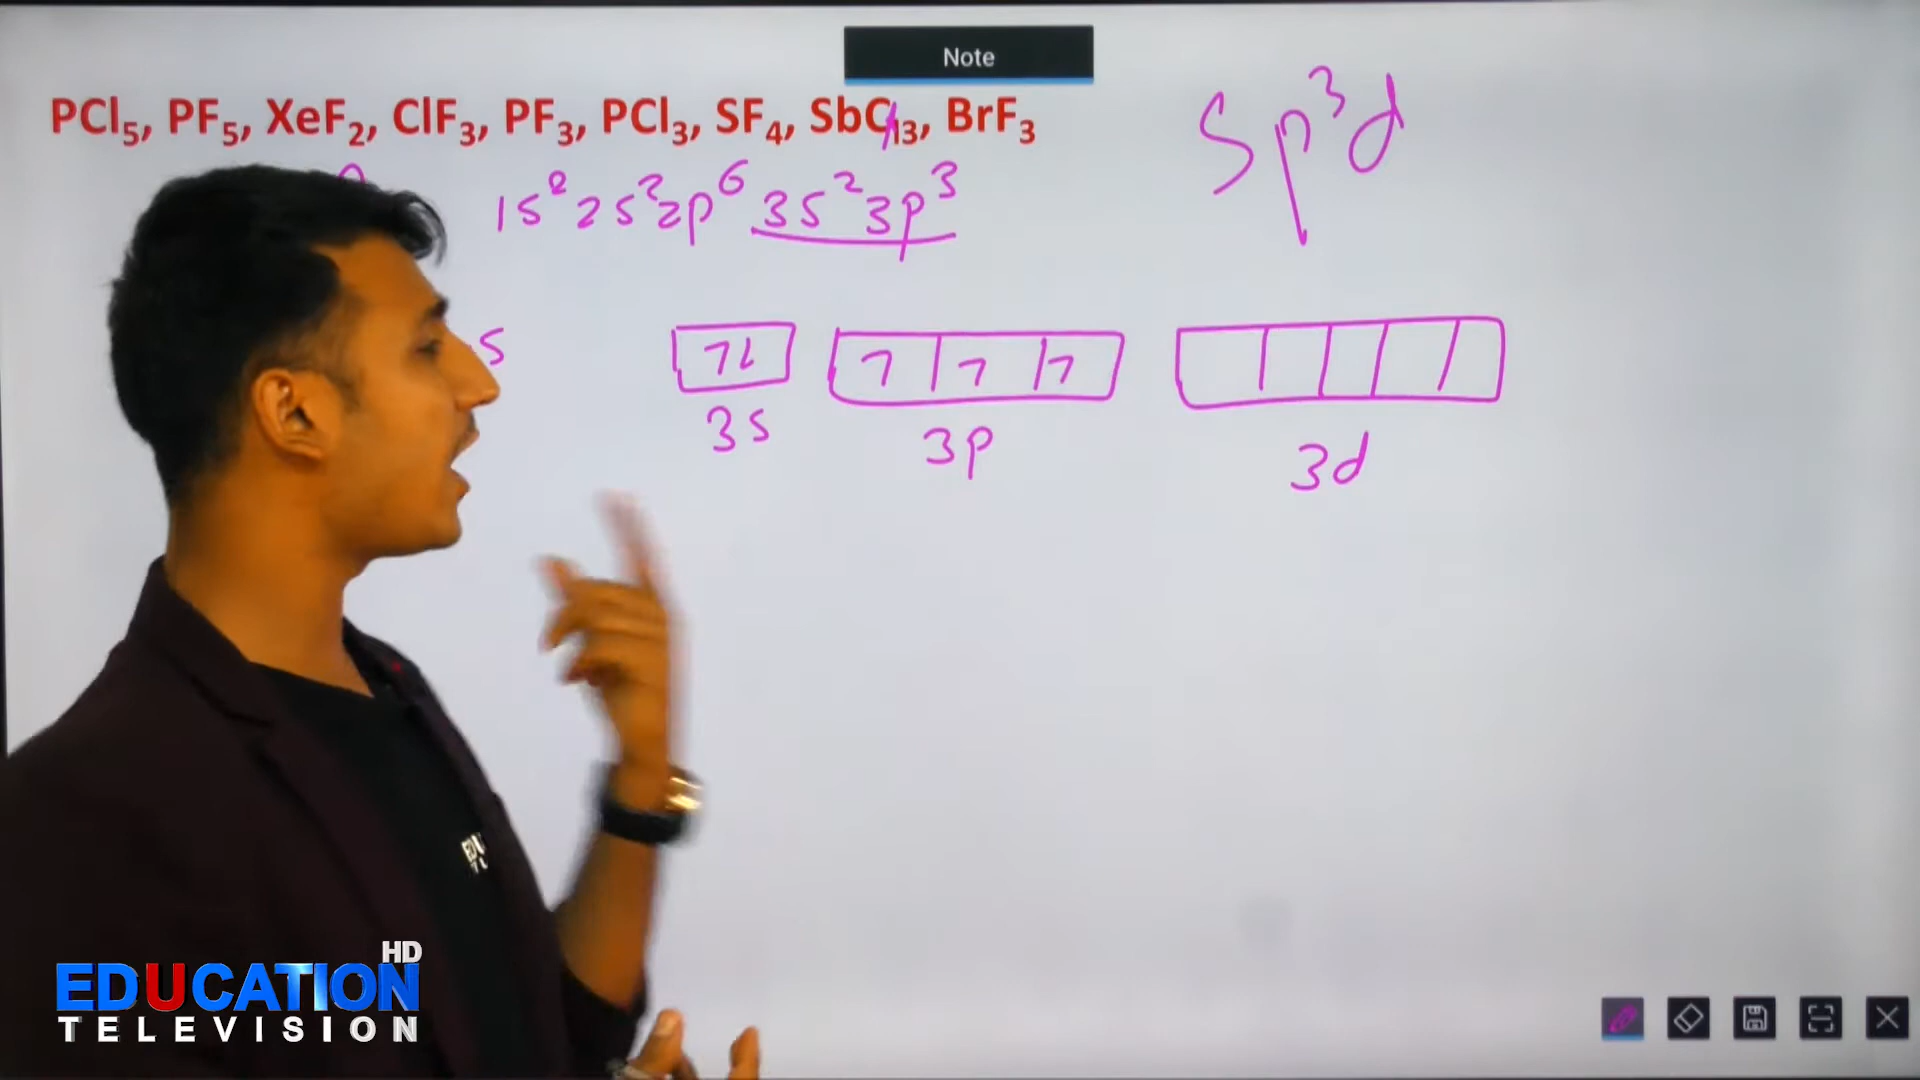 Note
PCl₅, PF₅, XeF₂, ClF₃, PF₃, PCl₃, SF₄, SbCl₃, BrF₃
sp³d
1s² 2s² 2p⁶ 3s² 3p³
s
3s
3p
3d
HD
EDUCATION
TELEVISION